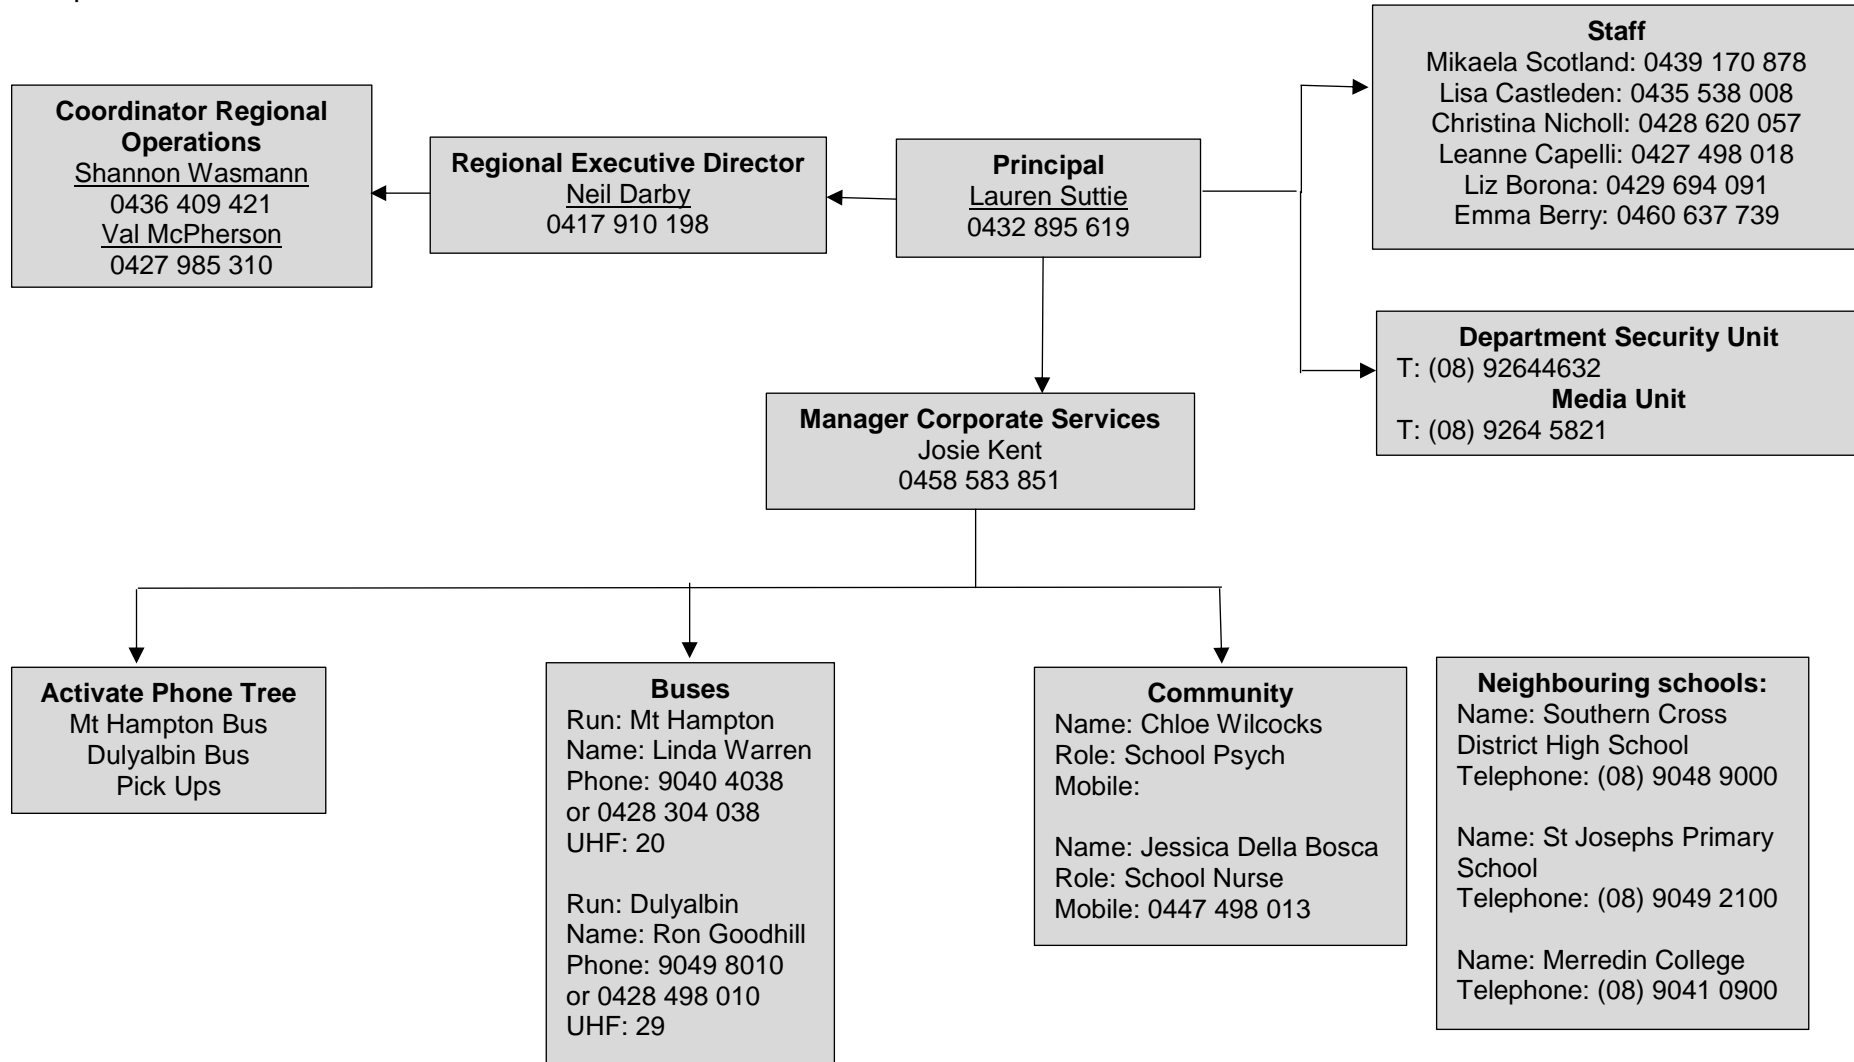 Staff
Mikaela Scotland: 0439 170 878
Lisa Castleden: 0435 538 008
Christina Nicholl: 0428 620 057
Leanne Capelli: 0427 498 018
Liz Borona: 0429 694 091
Emma Berry: 0460 637 739
Coordinator Regional
Operations
Shannon Wasmann
0436 409 421
Val McPherson
0427 985 310
Regional Executive Director
Neil Darby
0417 910 198
Principal
Lauren Suttie
0432 895 619
Department Security Unit
T: (08) 92644632
Media Unit
T: (08) 9264 5821
Manager Corporate Services
Josie Kent
0458 583 851
Activate Phone Tree
Mt Hampton Bus
Dulyalbin Bus
Pick Ups
Buses
Run: Mt Hampton
Name: Linda Warren
Phone: 9040 4038
or 0428 304 038
UHF: 20
Run: Dulyalbin
Name: Ron Goodhill
Phone: 9049 8010
or 0428 498 010
UHF: 29
Community
Name: Chloe Wilcocks
Role: School Psych
Mobile:
Name: Jessica Della Bosca
Role: School Nurse
Mobile: 0447 498 013
Neighbouring schools:
Name: Southern Cross
District High School
Telephone: (08) 9048 9000
Name: St Josephs Primary
School
Telephone: (08) 9049 2100
Name: Merredin College
Telephone: (08) 9041 0900